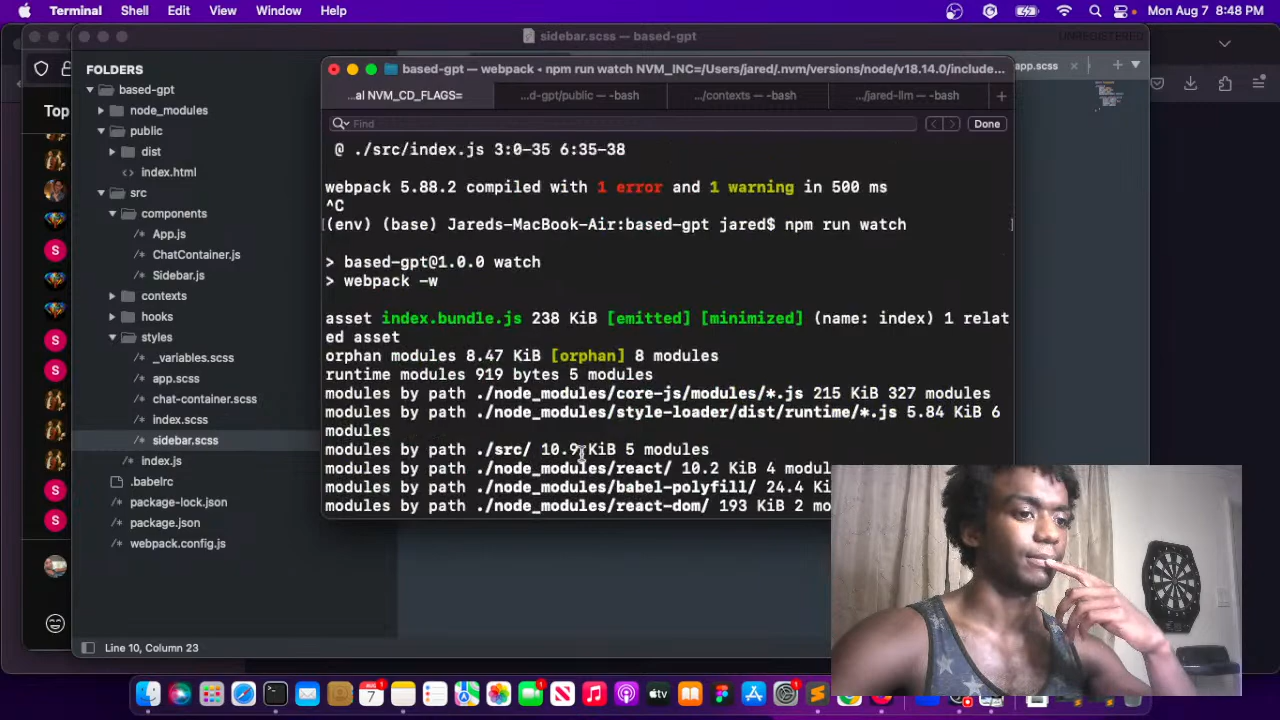 Terminal Shell Edit View Window Help Mon Aug 7 8:48 PM
sidebar.scss — based-gpt
UNREGISTERED
FOLDERS
based-gpt
node_modules
public
dist
index.html
src
components
App.js
ChatContainer.js
Sidebar.js
contexts
hooks
styles
_variables.scss
app.scss
chat-container.scss
index.scss
sidebar.scss
index.js
.babelrc
package-lock.json
package.json
webpack.config.js
Line 10, Column 23
Top
S
S
S
S
S
app.scss
based-gpt — webpack • npm run watch NVM_INC=/Users/jared/.nvm/versions/node/v18.14.0/include...
...al NVM_CD_FLAGS= ...d-gpt/public — -bash .../contexts — -bash .../jared-llm — -bash
Find Done
@ ./src/index.js 3:0-35 6:35-38
webpack 5.88.2 compiled with 1 error and 1 warning in 500 ms
^C
(env) (base) Jareds-MacBook-Air:based-gpt jared$ npm run watch
> based-gpt@1.0.0 watch
> webpack -w
asset index.bundle.js 238 KiB [emitted] [minimized] (name: index) 1 relat
ed asset
orphan modules 8.47 KiB [orphan] 8 modules
runtime modules 919 bytes 5 modules
modules by path ./node_modules/core-js/modules/*.js 215 KiB 327 modules
modules by path ./node_modules/style-loader/dist/runtime/*.js 5.84 KiB 6
modules
modules by path ./src/ 10.9 KiB 5 modules
modules by path ./node_modules/react/ 10.2 KiB 4 modul
modules by path ./node_modules/babel-polyfill/ 24.4 Ki
modules by path ./node_modules/react-dom/ 193 KiB 2 mo